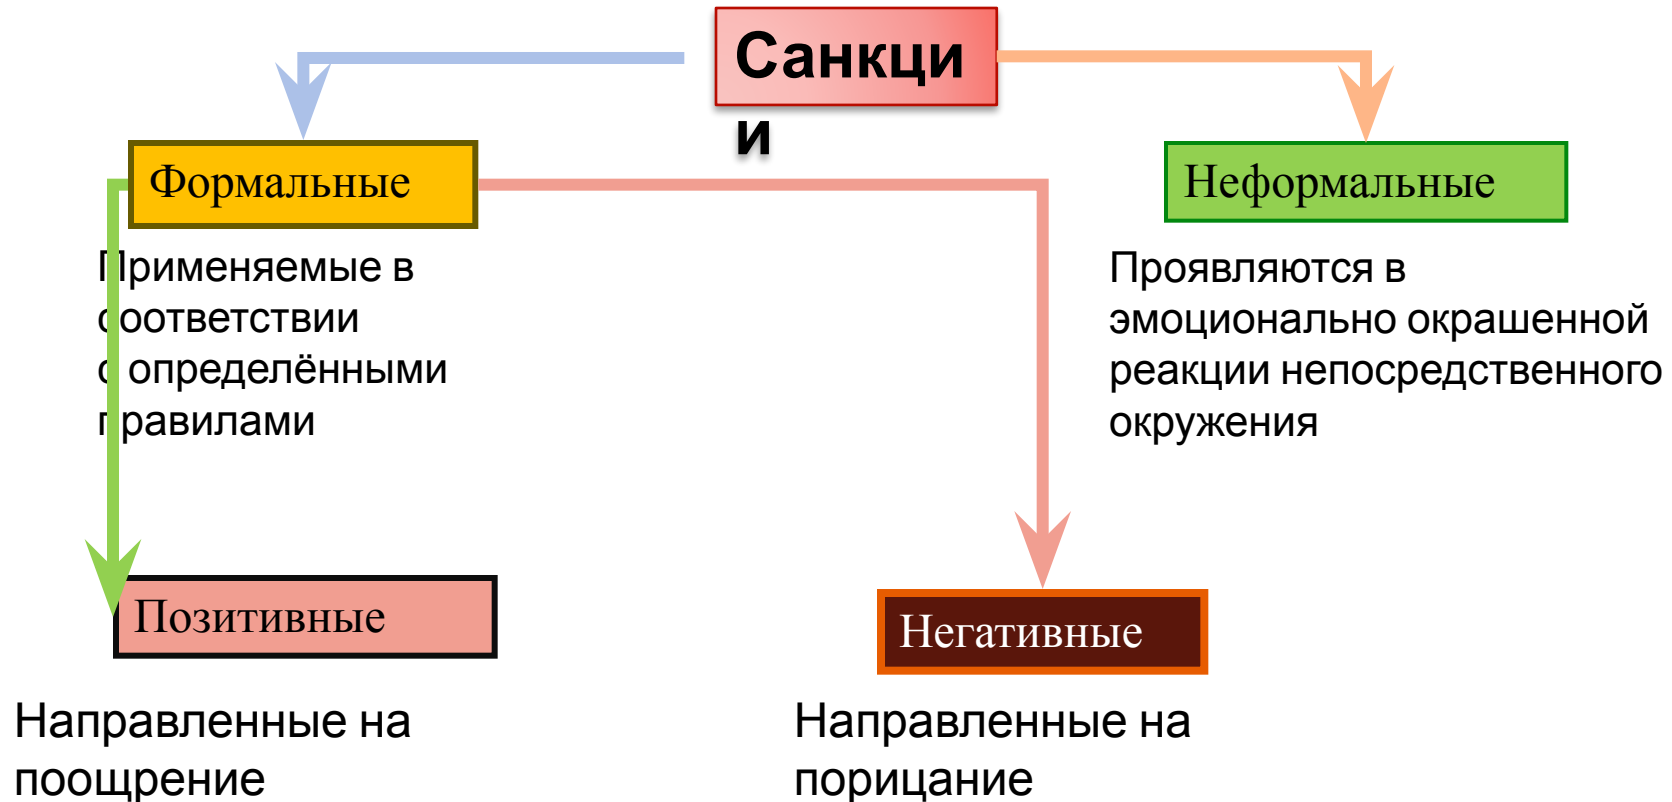 Санкци
и
Формальные
Неформальные
Применяемые в
соответствии
с определёнными
правилами
Проявляются в
эмоционально окрашенной
реакции непосредственного
окружения
Позитивные
Негативные
Направленные на
поощрение
Направленные на
порицание